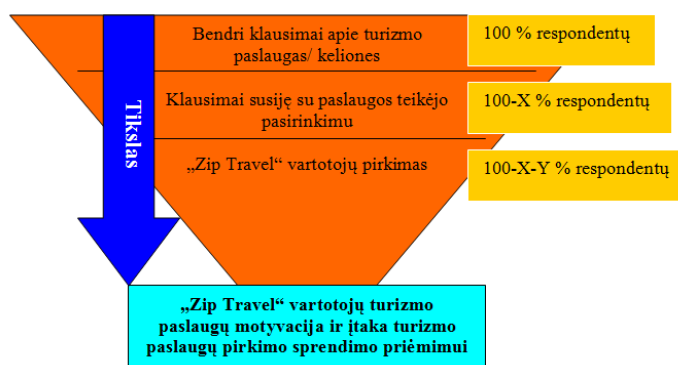 Bendri klausimai apie turizmo
paslaugas/ keliones
100 % respondentų
Klausimai susiję su paslaugos teikėjo
pasirinkimu
100-X % respondentų
„Zip Travel“ vartotojų pirkimas
100-X-Y % respondentų
Tikslas
„Zip Travel“ vartotojų turizmo
paslaugų motyvacija ir įtaka turizmo
paslaugų pirkimo sprendimo priėmimui